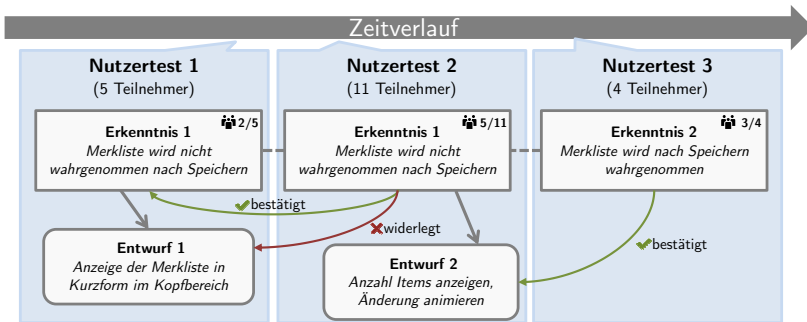 Zeitverlauf
Nutzertest 1
(5 Teilnehmer)
2/5
Erkenntnis 1
Merkliste wird nicht
wahrgenommen nach Speichern
Entwurf 1
Anzeige der Merkliste in
Kurzform im Kopfbereich
Nutzertest 2
(11 Teilnehmer)
5/11
Erkenntnis 1
Merkliste wird nicht
wahrgenommen nach Speichern
bestätigt
widerlegt
Entwurf 2
Anzahl Items anzeigen,
Änderung animieren
Nutzertest 3
(4 Teilnehmer)
3/4
Erkenntnis 2
Merkliste wird nach Speichern
wahrgenommen
bestätigt